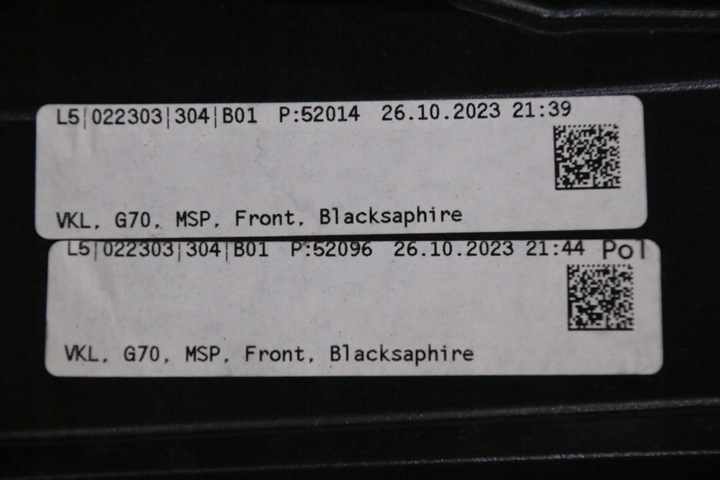 L5|022303|304|B01 P:52014 26.10.2023 21:39
VKL, G70, MSP, Front, Blacksaphire
L5|022303|304|B01 P:52096 26.10.2023 21:44 Pol
VKL, G70, MSP, Front, Blacksaphire